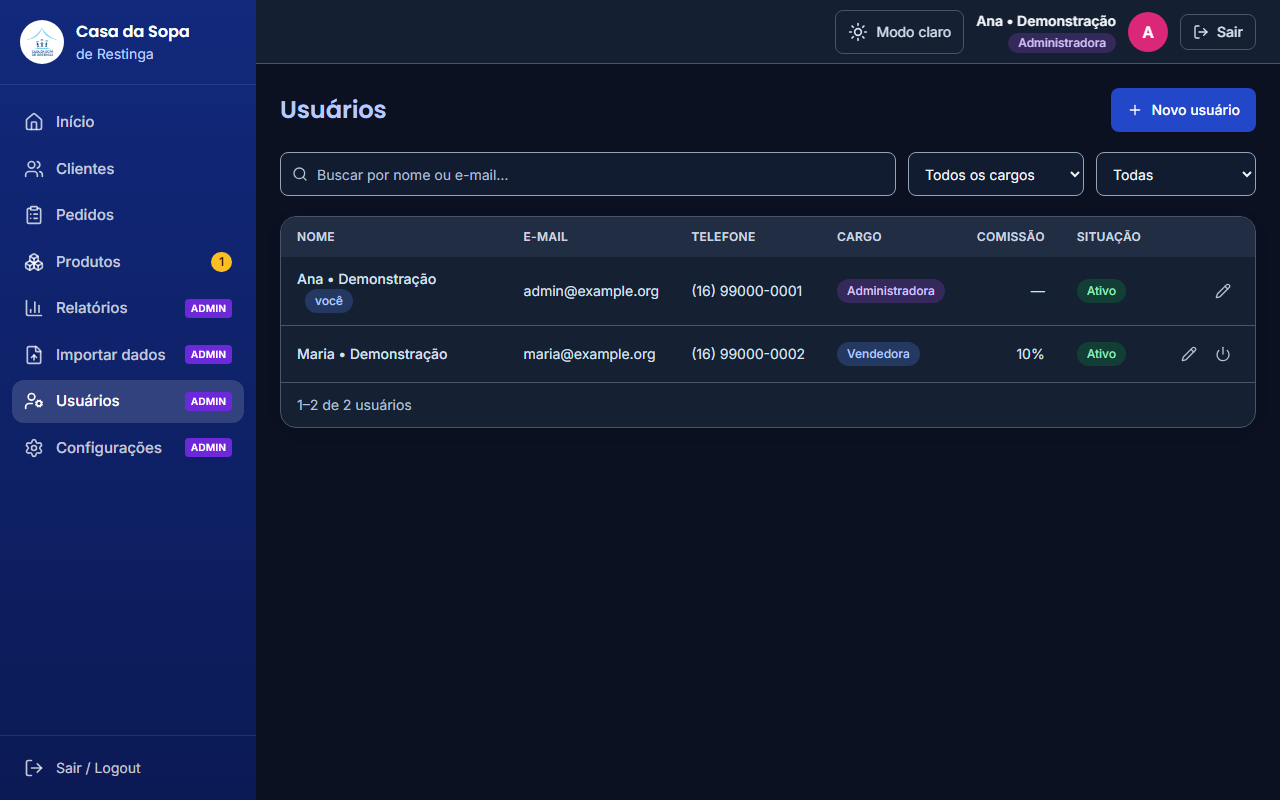 Casa da Sopa
de Restinga
Início
Clientes
Pedidos
Produtos 1
Relatórios ADMIN
Importar dados ADMIN
Usuários ADMIN
Configurações ADMIN
Sair / Logout
Modo claro
Ana • Demonstração
Administradora
A
Sair
Usuários
Novo usuário
Buscar por nome ou e-mail...
Todos os cargos
Todas
NOME E-MAIL TELEFONE CARGO COMISSÃO SITUAÇÃO
Ana • Demonstração você admin@example.org (16) 99000-0001 Administradora — Ativo
Maria • Demonstração maria@example.org (16) 99000-0002 Vendedora 10% Ativo
1–2 de 2 usuários